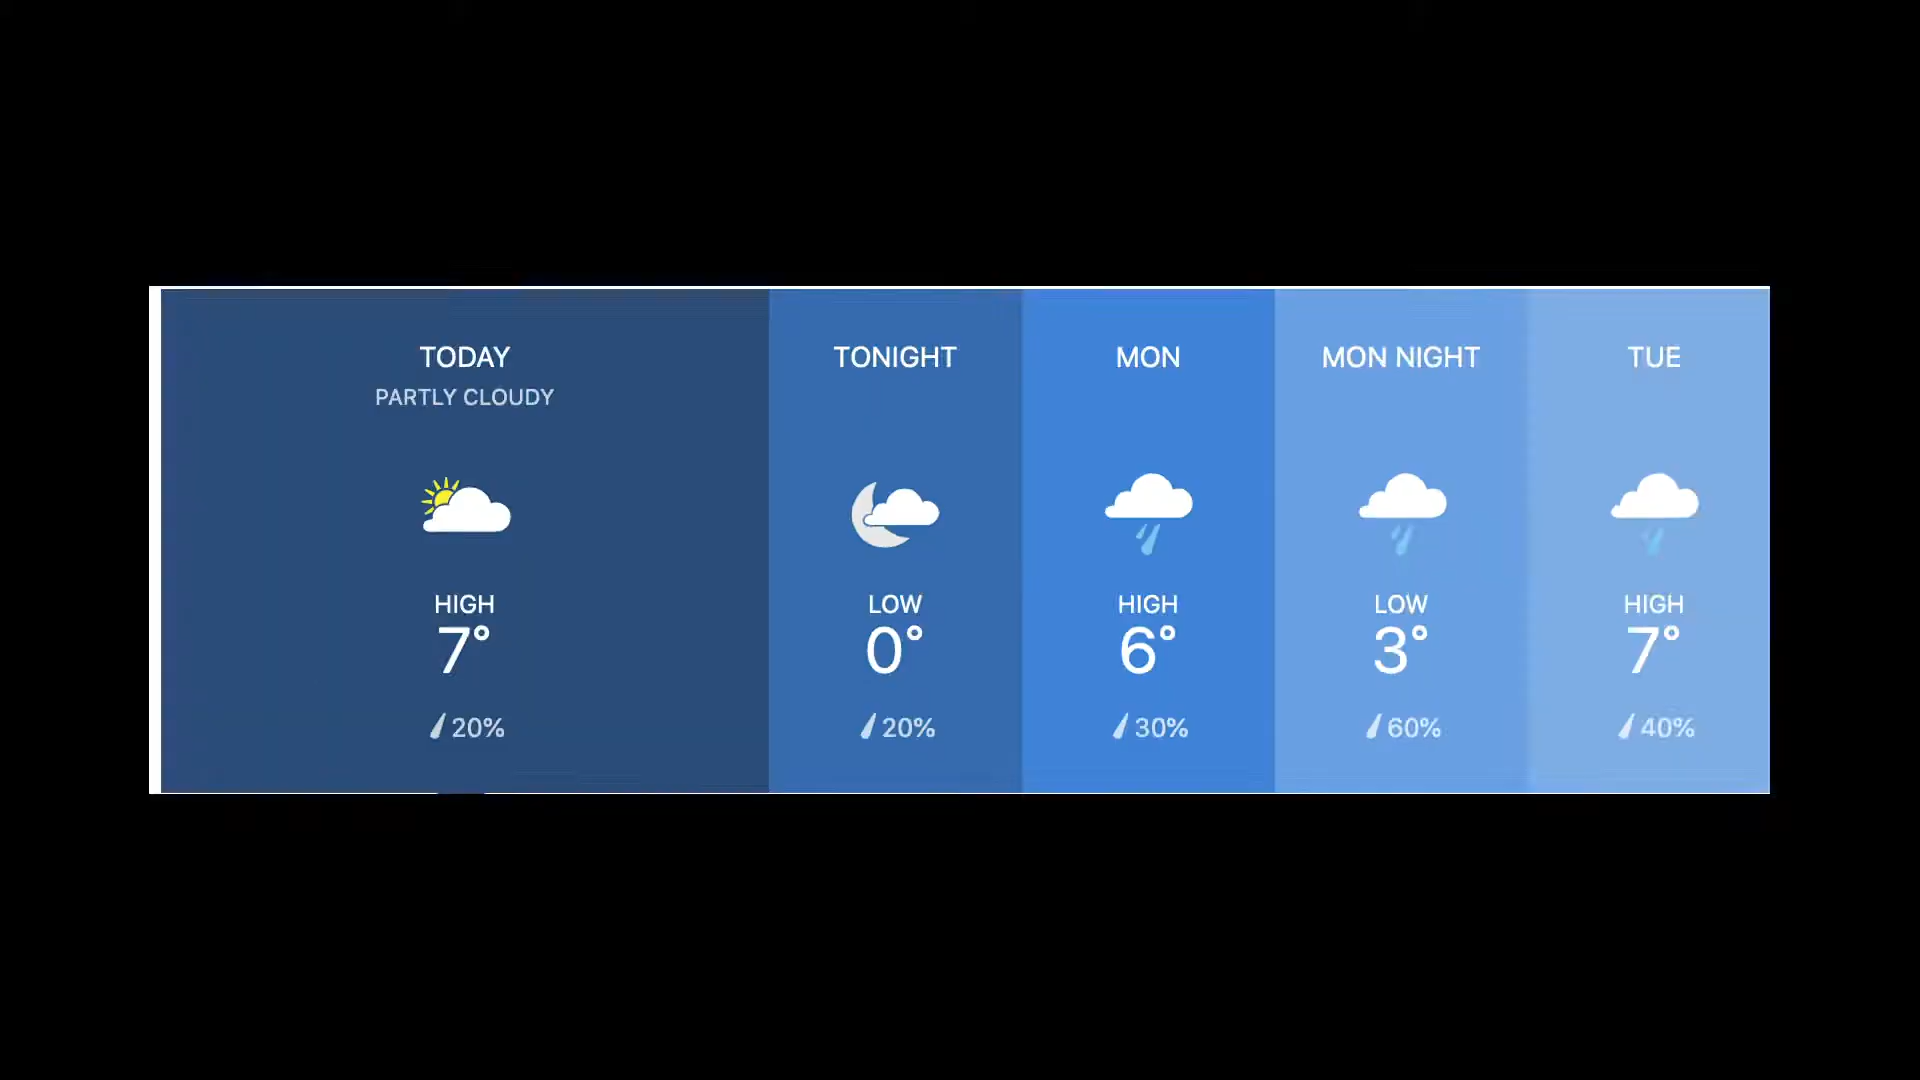 TODAY
PARTLY CLOUDY
HIGH
7°
20%
TONIGHT
LOW
0°
20%
MON
HIGH
6°
30%
MON NIGHT
LOW
3°
60%
TUE
HIGH
7°
40%